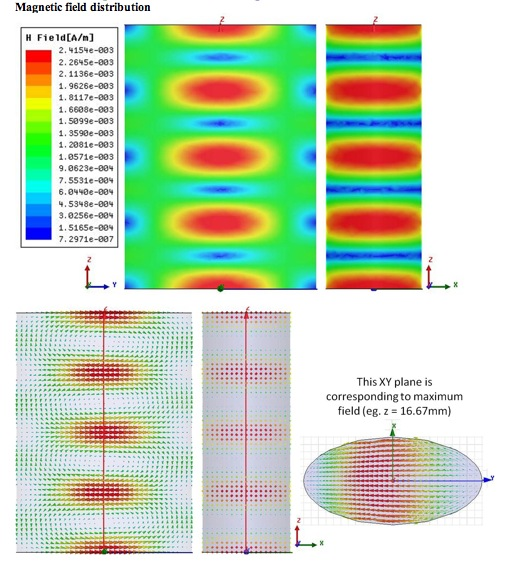 Magnetic field distribution
H Field[A/m]
2.4154e-003
2.2645e-003
2.1136e-003
1.9626e-003
1.8117e-003
1.6608e-003
1.5099e-003
1.3590e-003
1.2081e-003
1.0571e-003
9.0623e-004
7.5531e-004
6.0440e-004
4.5348e-004
3.0256e-004
1.5165e-004
7.2971e-007
Z
Z
Y
Z
X
This XY plane is
corresponding to maximum
field (eg. z = 16.67mm)
X
Y
Z
X